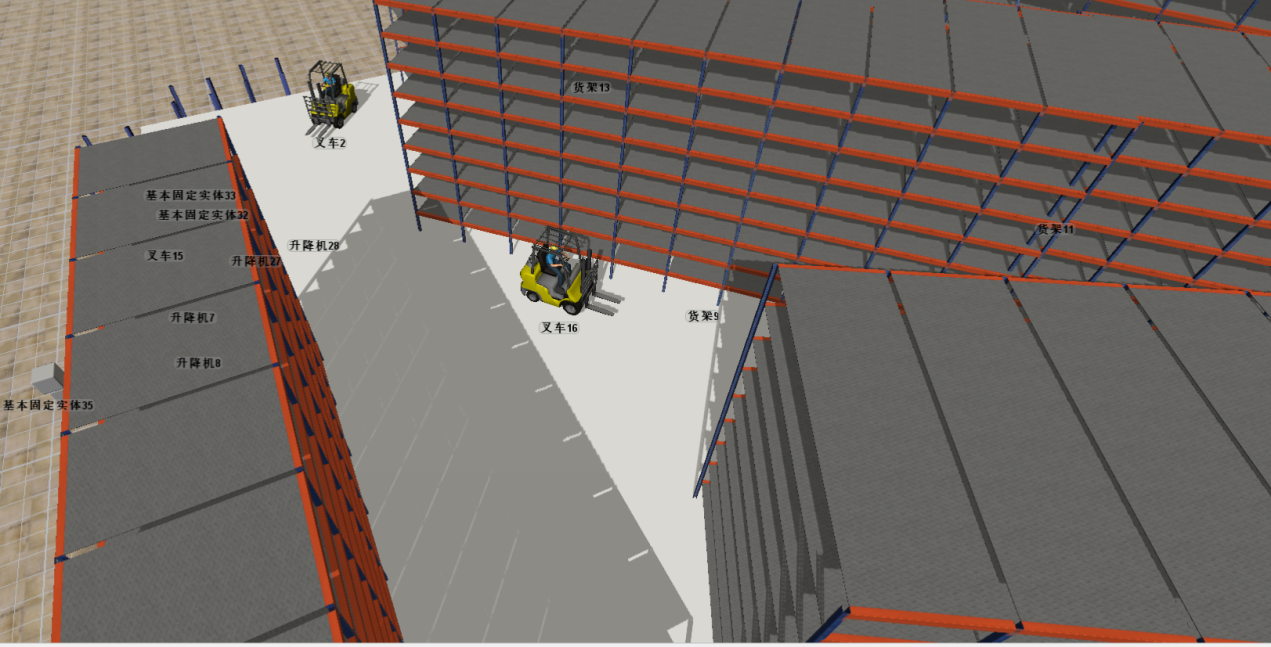 货架13
叉车2
基本固定实体33
基本固定实体32
货架11
升降机28
叉车15
升降机27
升降机7
货架9
叉车16
升降机8
基本固定实体35